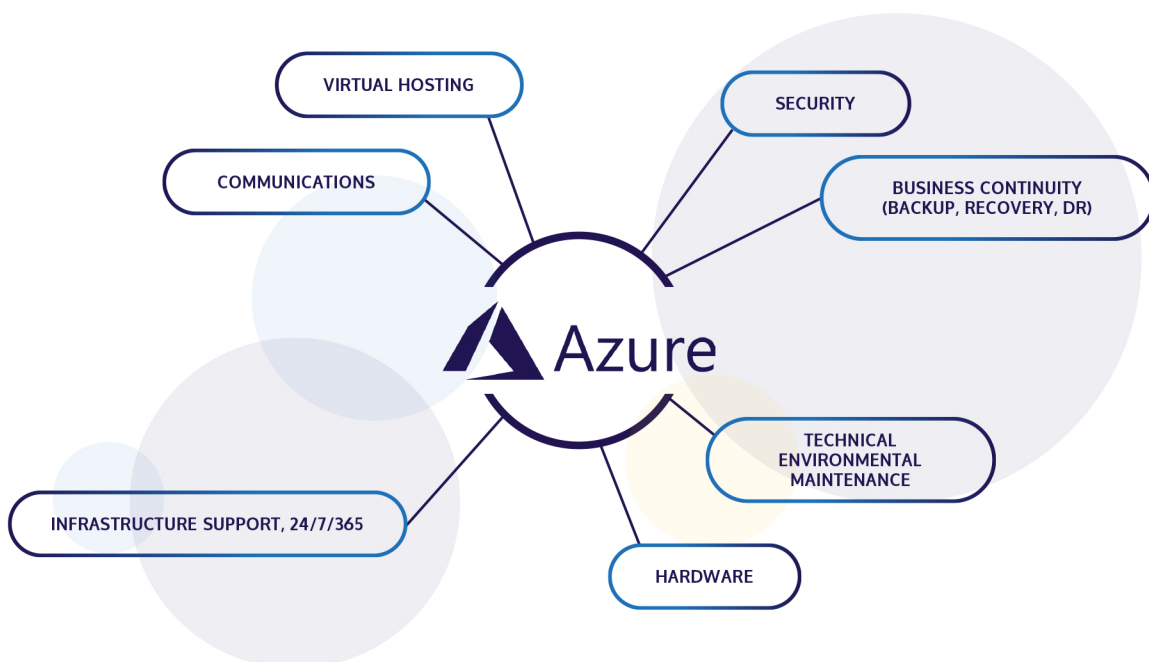 VIRTUAL HOSTING
SECURITY
COMMUNICATIONS
BUSINESS CONTINUITY
(BACKUP, RECOVERY, DR)
Azure
TECHNICAL
ENVIRONMENTAL
MAINTENANCE
INFRASTRUCTURE SUPPORT, 24/7/365
HARDWARE